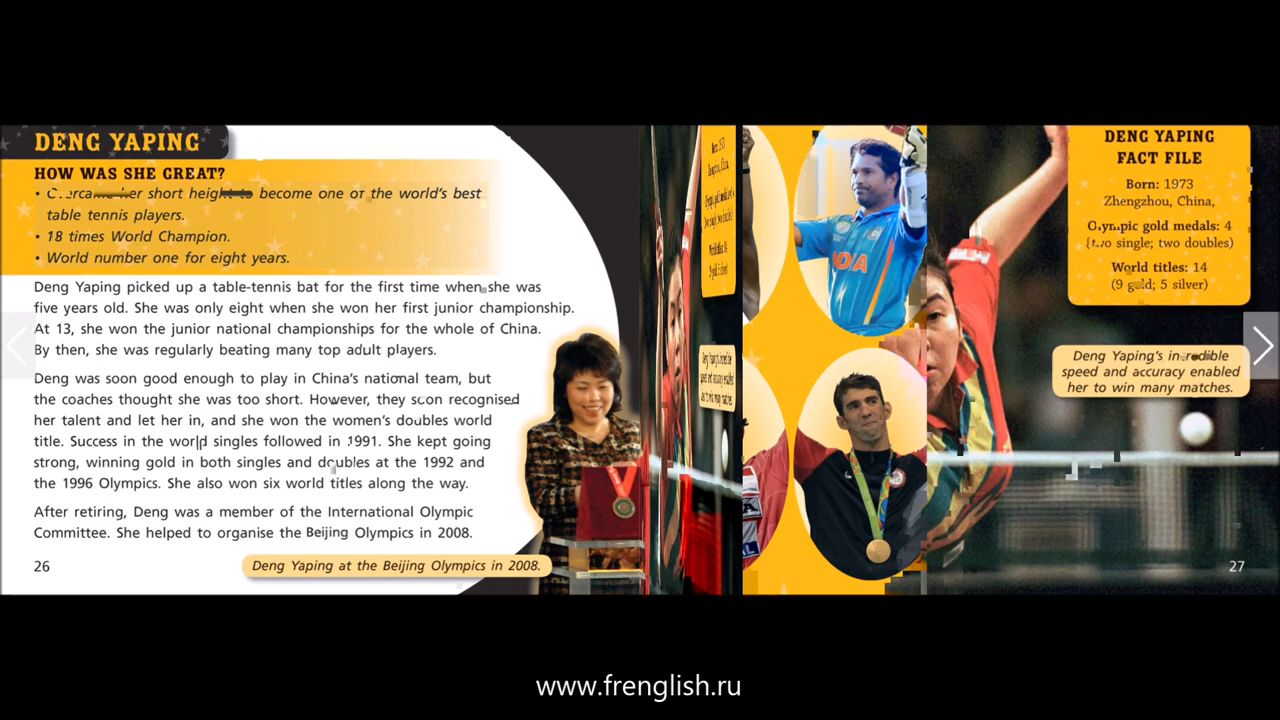 DENG YAPING
HOW WAS SHE GREAT?
• Overcame her short height to become one or the world's best
table tennis players.
• 18 times World Champion.
• World number one for eight years.
Deng Yaping picked up a table-tennis bat for the first time when she was
five years old. She was only eight when she won her first junior championship.
At 13, she won the junior national championships for the whole of China.
By then, she was regularly beating many top adult players.
Deng was soon good enough to play in China's national team, but
the coaches thought she was too short. However, they soon recognised
her talent and let her in, and she won the women's doubles world
title. Success in the world singles followed in 1991. She kept going
strong, winning gold in both singles and doubles at the 1992 and
the 1996 Olympics. She also won six world titles along the way.
After retiring, Deng was a member of the International Olympic
Committee. She helped to organise the Beijing Olympics in 2008.
26
Deng Yaping at the Beijing Olympics in 2008.
DENG YAPING
FACT FILE
Born: 1973
Zhengzhou, China,
Olympic gold medals: 4
(two single; two doubles)
World titles: 14
(9 gold; 5 silver)
Deng Yaping's incredible
speed and accuracy enabled
her to win many matches.
27
www.frenglish.ru